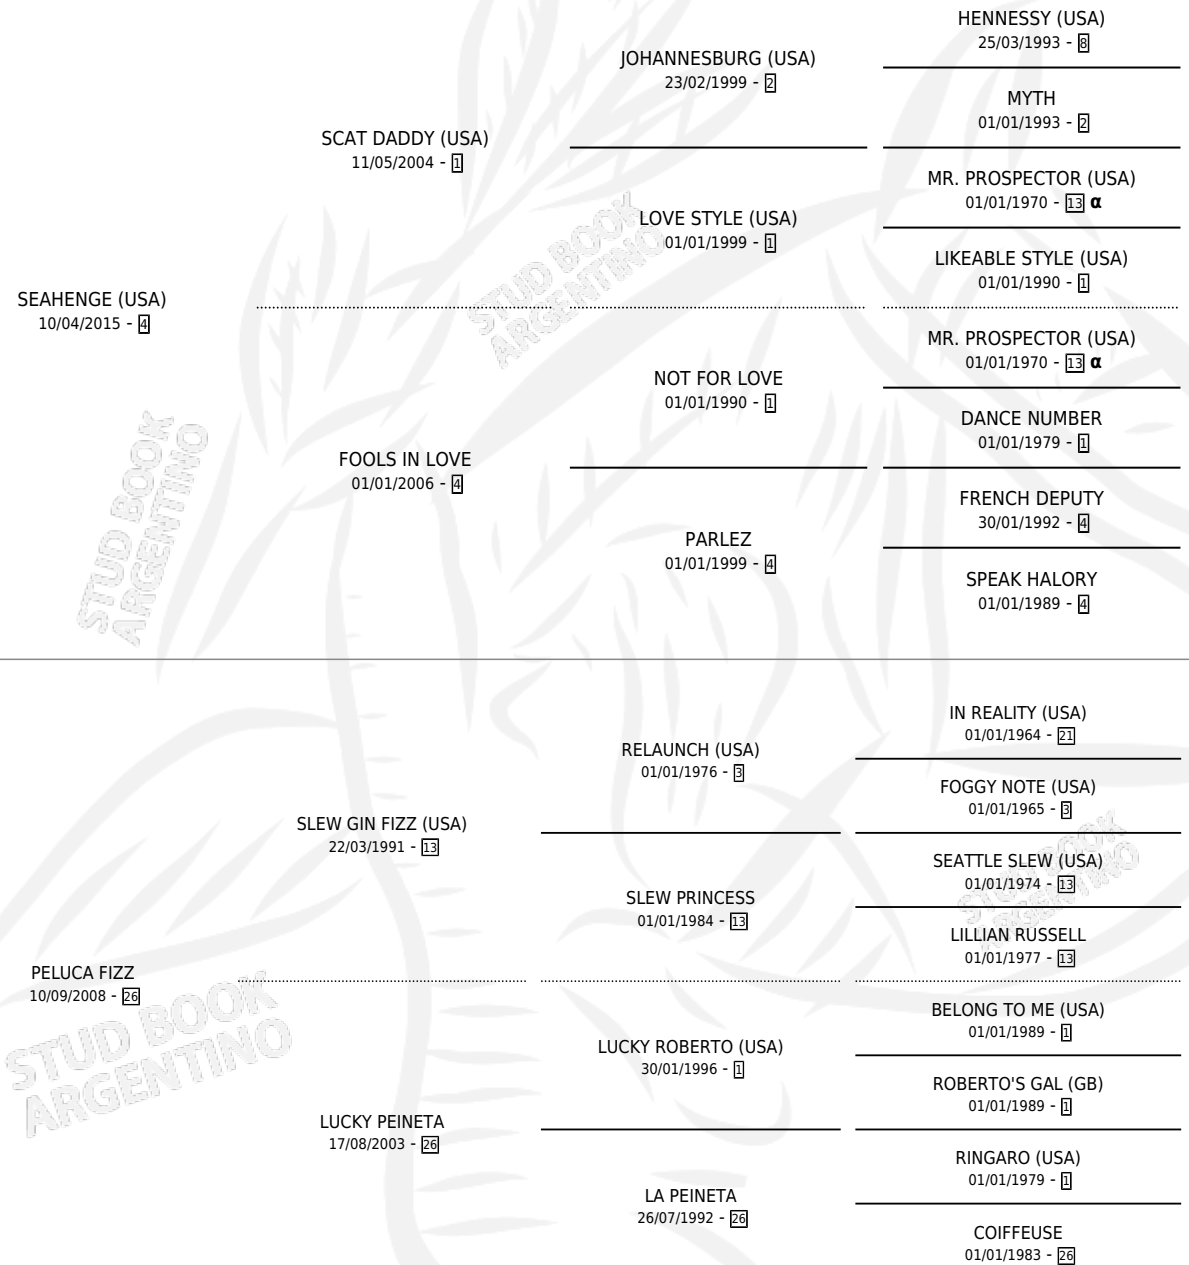 HENNESSY (USA)
25/03/1993 - 8
JOHANNESBURG (USA)
23/02/1999 - 2
MYTH
01/01/1993 - 2
SCAT DADDY (USA)
11/05/2004 - 1
MR. PROSPECTOR (USA)
01/01/1970 - 13 α
LOVE STYLE (USA)
01/01/1999 - 1
LIKEABLE STYLE (USA)
01/01/1990 - 1
STUD BOOK
ARGENTINO
SEAHENGE (USA)
10/04/2015 - 4
MR. PROSPECTOR (USA)
01/01/1970 - 13 α
NOT FOR LOVE
01/01/1990 - 1
DANCE NUMBER
01/01/1979 - 1
FOOLS IN LOVE
01/01/2006 - 4
FRENCH DEPUTY
30/01/1992 - 4
PARLEZ
01/01/1999 - 4
SPEAK HALORY
01/01/1989 - 4
STUD BOOK
ARGENTINO
IN REALITY (USA)
01/01/1964 - 21
RELAUNCH (USA)
01/01/1976 - 3
FOGGY NOTE (USA)
01/01/1965 - 3
SLEW GIN FIZZ (USA)
22/03/1991 - 13
SEATTLE SLEW (USA)
01/01/1974 - 13
SLEW PRINCESS
01/01/1984 - 13
LILLIAN RUSSELL
01/01/1977 - 13
STUD BOOK
ARGENTINO
PELUCA FIZZ
10/09/2008 - 26
BELONG TO ME (USA)
01/01/1989 - 1
LUCKY ROBERTO (USA)
30/01/1996 - 1
ROBERTO'S GAL (GB)
01/01/1989 - 1
STUD BOOK
ARGENTINO
LUCKY PEINETA
17/08/2003 - 26
RINGARO (USA)
01/01/1979 - 1
LA PEINETA
26/07/1992 - 26
COIFFEUSE
01/01/1983 - 26